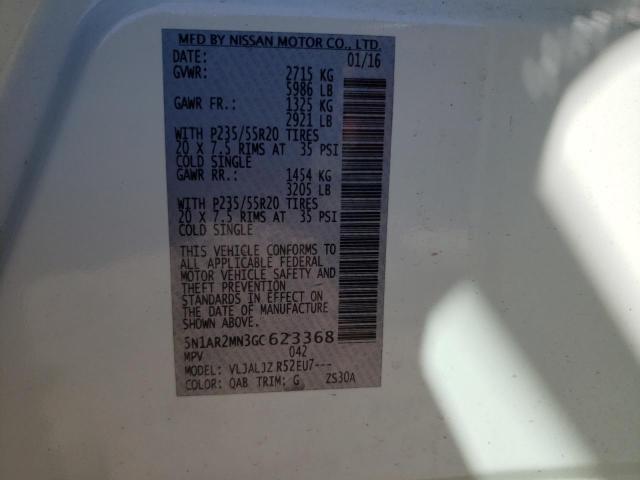 MFD BY NISSAN MOTOR CO., LTD.
DATE: 01/16
GVWR: 2715 KG
5986 LB
GAWR FR.: 1325 KG
2921 LB
WITH P235/55R20 TIRES
20 X 7.5 RIMS AT 35 PSI
COLD SINGLE
GAWR RR.: 1454 KG
3205 LB
WITH P235/55R20 TIRES
20 X 7.5 RIMS AT 35 PSI
COLD SINGLE
THIS VEHICLE CONFORMS TO
ALL APPLICABLE FEDERAL
MOTOR VEHICLE SAFETY AND
THEFT PREVENTION
STANDARDS IN EFFECT ON
THE DATE OF MANUFACTURE
SHOWN ABOVE.
5N1AR2MN3GC623368
MPV 042
MODEL: VLJALJZ R52EU7---
COLOR: QAB TRIM: G ZS30A